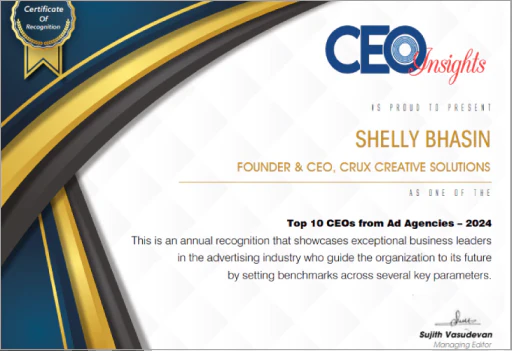 Certificate
Of
Recognition
CEO Insights
IS PROUD TO PRESENT
SHELLY BHASIN
FOUNDER & CEO, CRUX CREATIVE SOLUTIONS
AS ONE OF THE
Top 10 CEOs from Ad Agencies – 2024
This is an annual recognition that showcases exceptional business leaders
in the advertising industry who guide the organization to its future
by setting benchmarks across several key parameters.
Sujith Vasudevan
Managing Editor